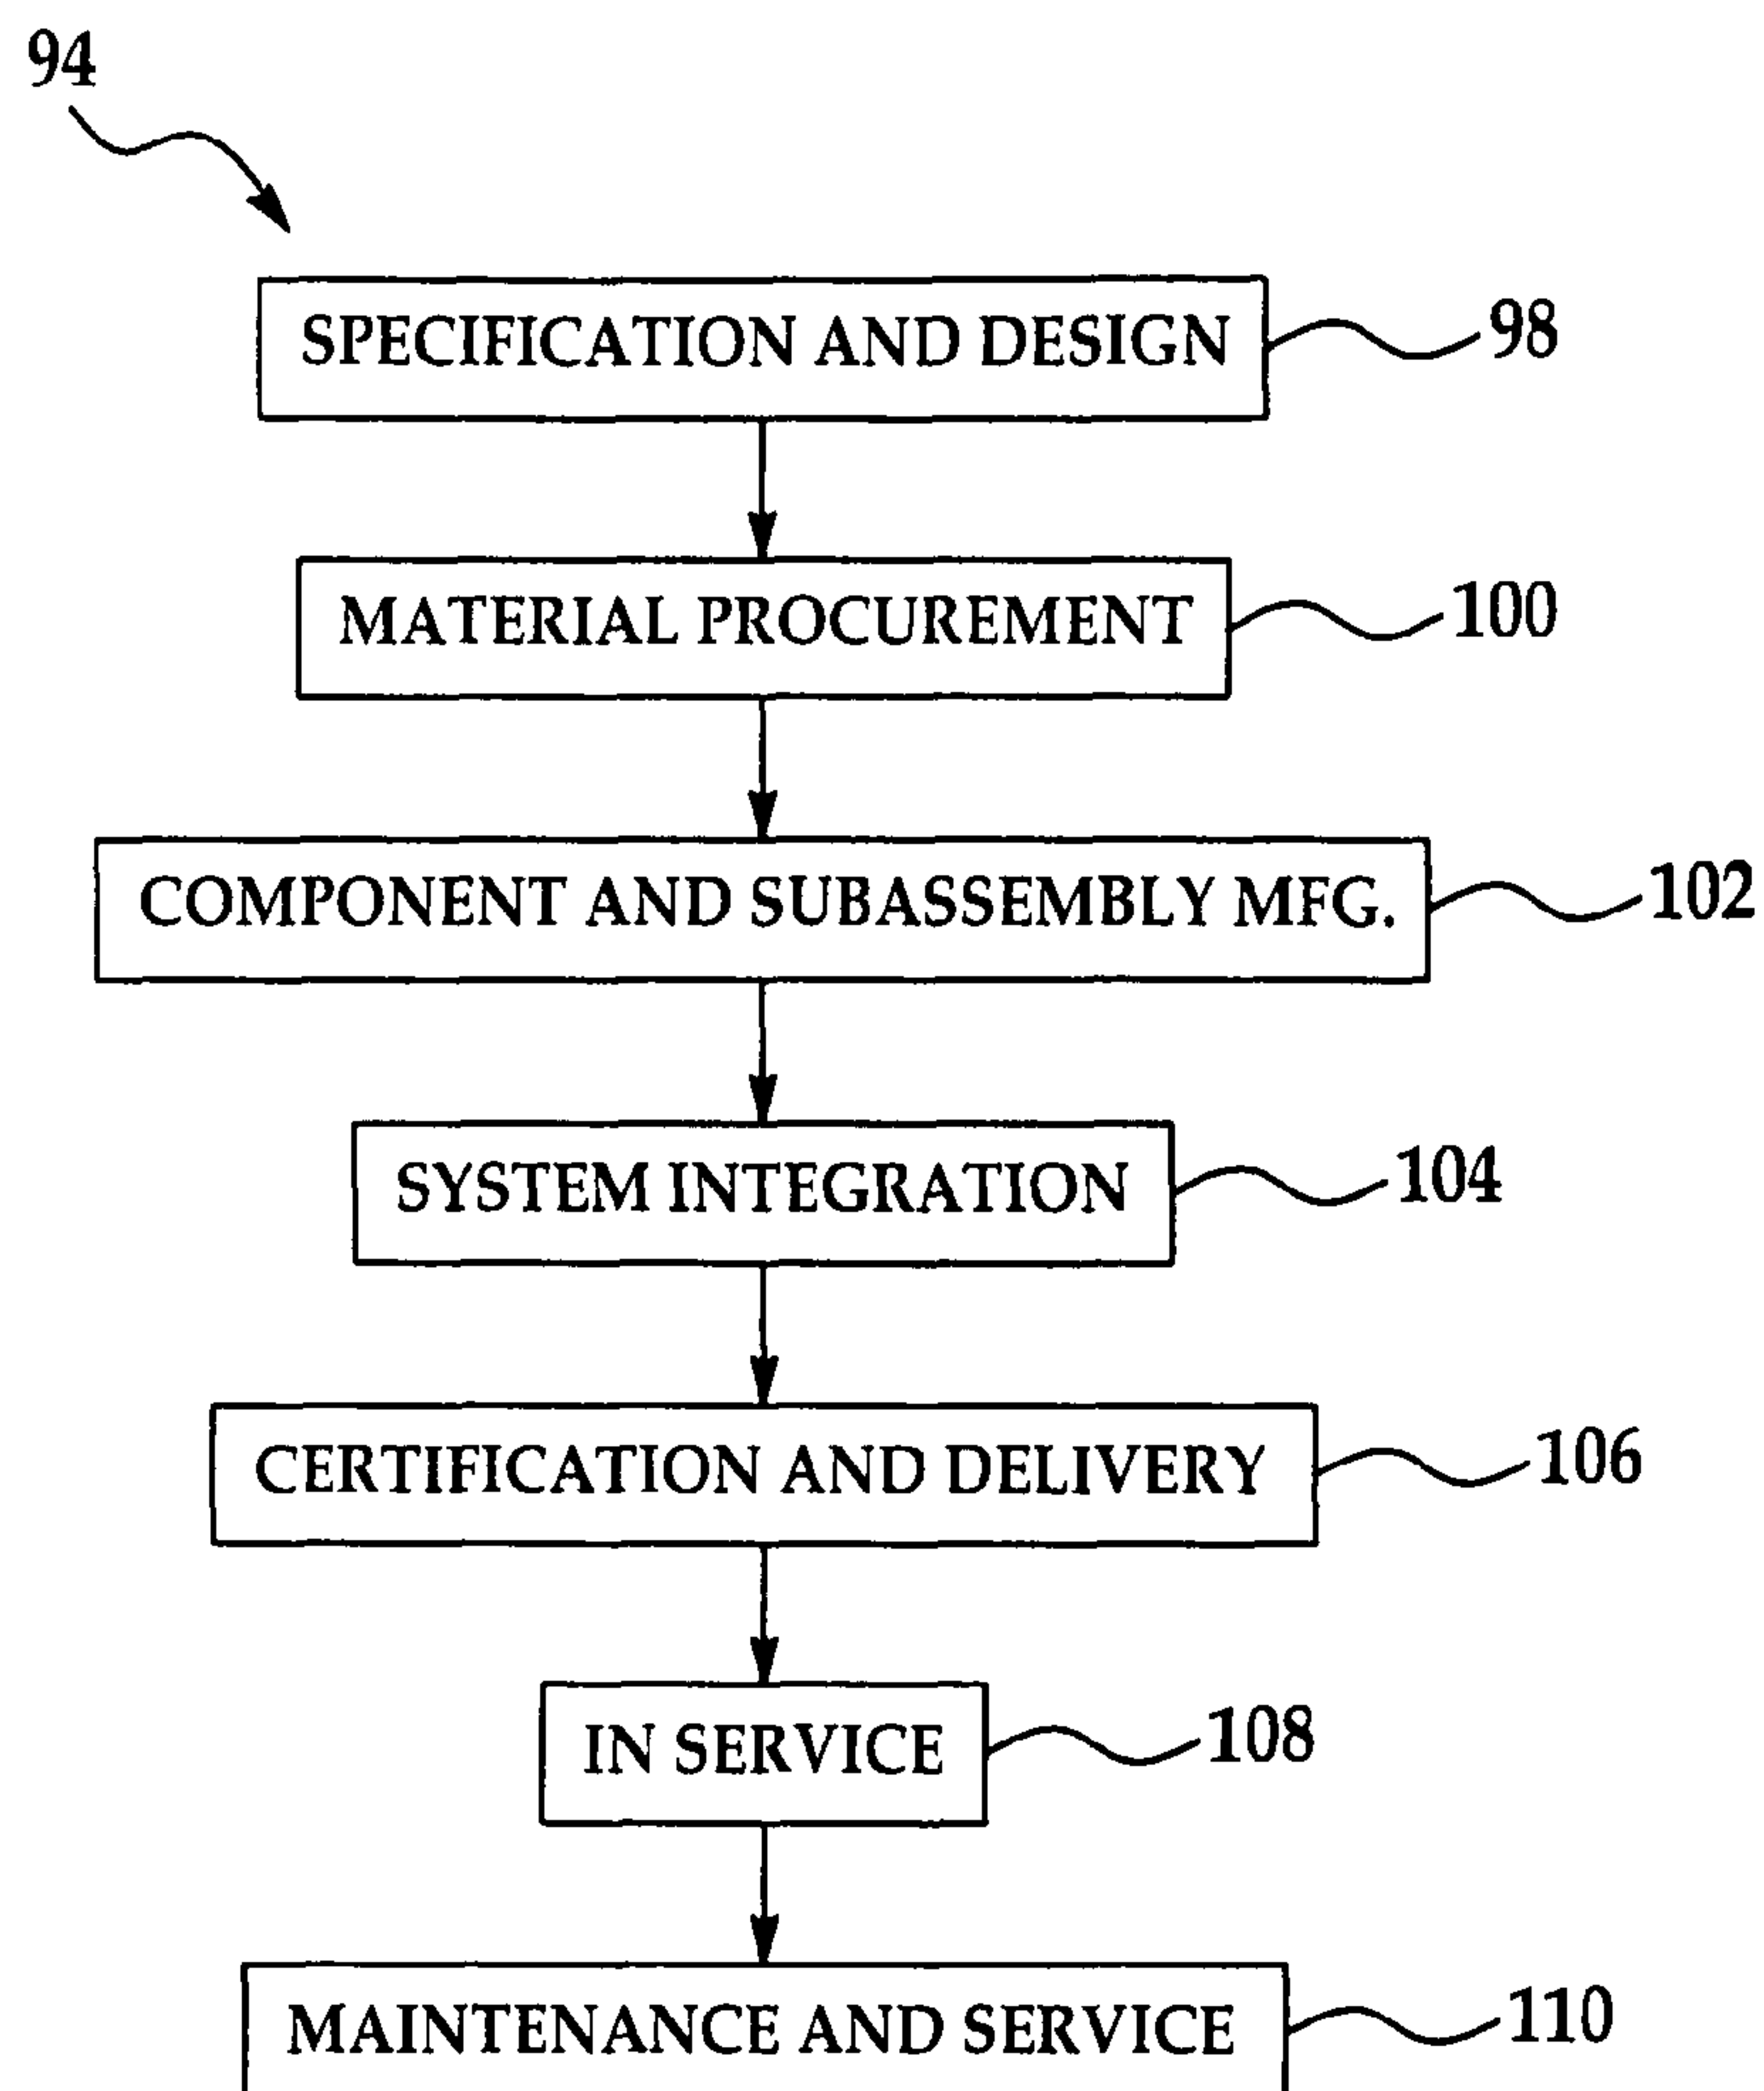 94
SPECIFICATION AND DESIGN 98
MATERIAL PROCUREMENT 100
COMPONENT AND SUBASSEMBLY MFG. 102
SYSTEM INTEGRATION 104
CERTIFICATION AND DELIVERY 106
IN SERVICE 108
MAINTENANCE AND SERVICE 110